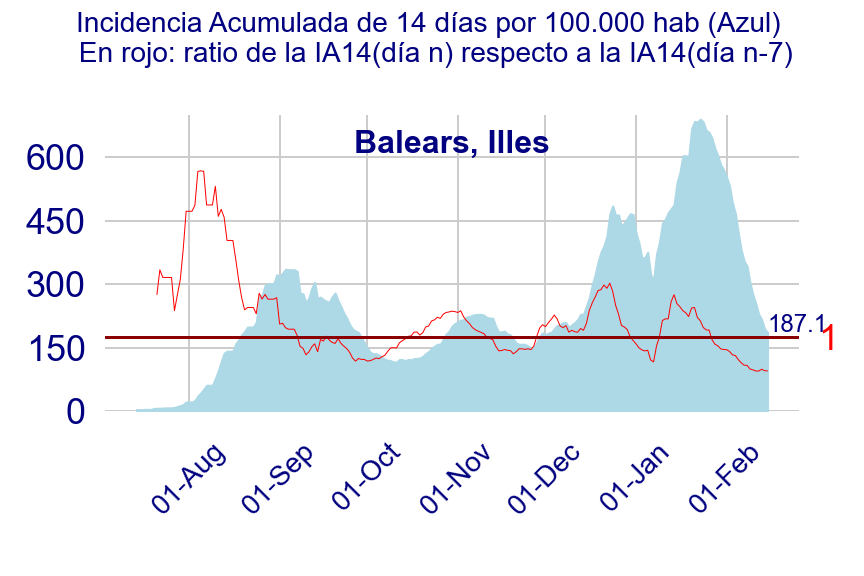 Incidencia Acumulada de 14 días por 100.000 hab (Azul)
En rojo: ratio de la IA14(día n) respecto a la IA14(día n-7)
Balears, Illes
600
450
300
187.1
1
150
0
01-Aug
01-Sep
01-Oct
01-Nov
01-Dec
01-Jan
01-Feb